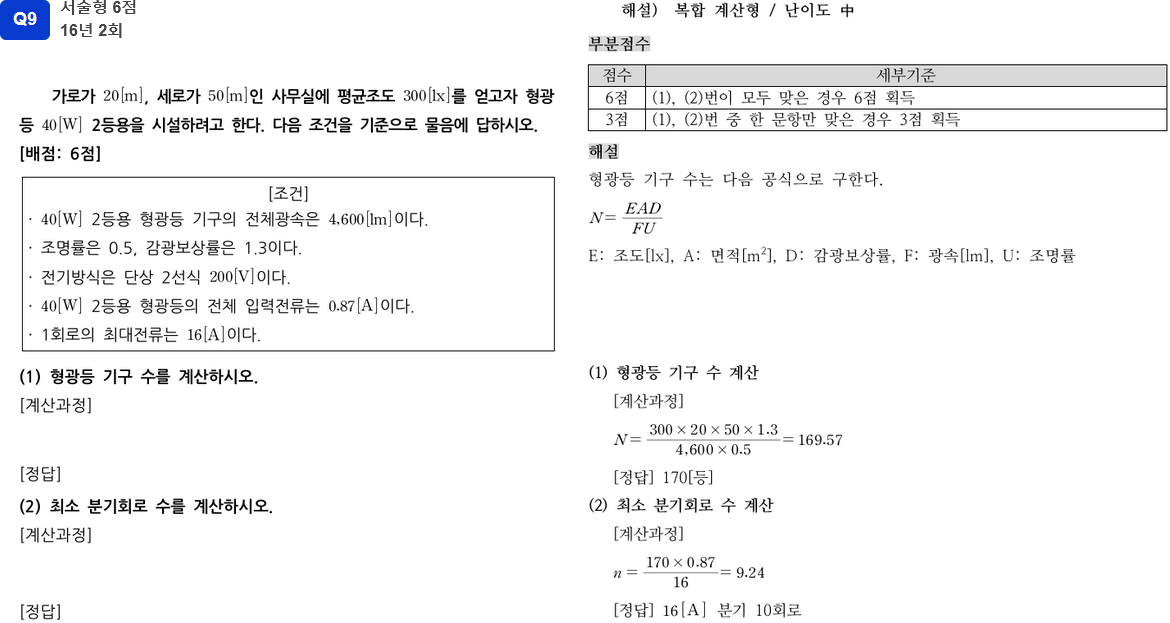 Q9
서술형 6점
16년 2회
가로가 20[m], 세로가 50[m]인 사무실에 평균조도 300[lx]를 얻고자 형광
등 40[W] 2등용을 시설하려고 한다. 다음 조건을 기준으로 물음에 답하시오.
[배점: 6점]
[조건]
· 40[W] 2등용 형광등 기구의 전체광속은 4,600[lm]이다.
· 조명률은 0.5, 감광보상률은 1.3이다.
· 전기방식은 단상 2선식 200[V]이다.
· 40[W] 2등용 형광등의 전체 입력전류는 0.87[A]이다.
· 1회로의 최대전류는 16[A]이다.
(1) 형광등 기구 수를 계산하시오.
[계산과정]
[정답]
(2) 최소 분기회로 수를 계산하시오.
[계산과정]
[정답]
해설) 복합 계산형 / 난이도 中
부분점수
점수 세부기준
6점 (1), (2)번이 모두 맞은 경우 6점 획득
3점 (1), (2)번 중 한 문항만 맞은 경우 3점 획득
해설
형광등 기구 수는 다음 공식으로 구한다.
N = EAD / FU
E: 조도[lx], A: 면적[m²], D: 감광보상률, F: 광속[lm], U: 조명률
(1) 형광등 기구 수 계산
[계산과정]
N = 300 × 20 × 50 × 1.3 / 4,600 × 0.5 = 169.57
[정답] 170[등]
(2) 최소 분기회로 수 계산
[계산과정]
n = 170 × 0.87 / 16 = 9.24
[정답] 16[A] 분기 10회로